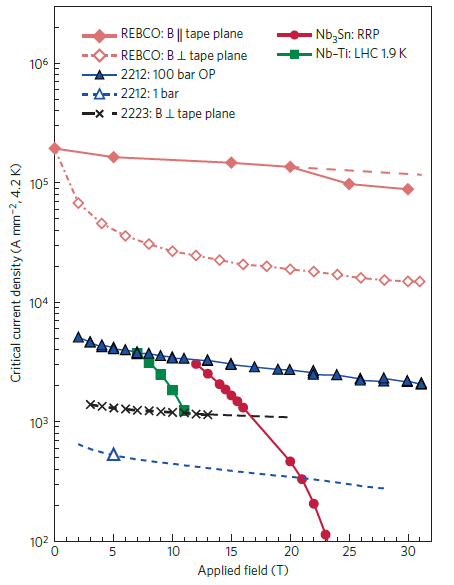 REBCO: B || tape plane
REBCO: B ⊥ tape plane
2212: 100 bar OP
2212: 1 bar
2223: B ⊥ tape plane
Nb₃Sn: RRP
Nb-Ti: LHC 1.9 K
Critical current density (A mm⁻², 4.2 K)
10⁶
10⁵
10⁴
10³
10²
0 5 10 15 20 25 30
Applied field (T)